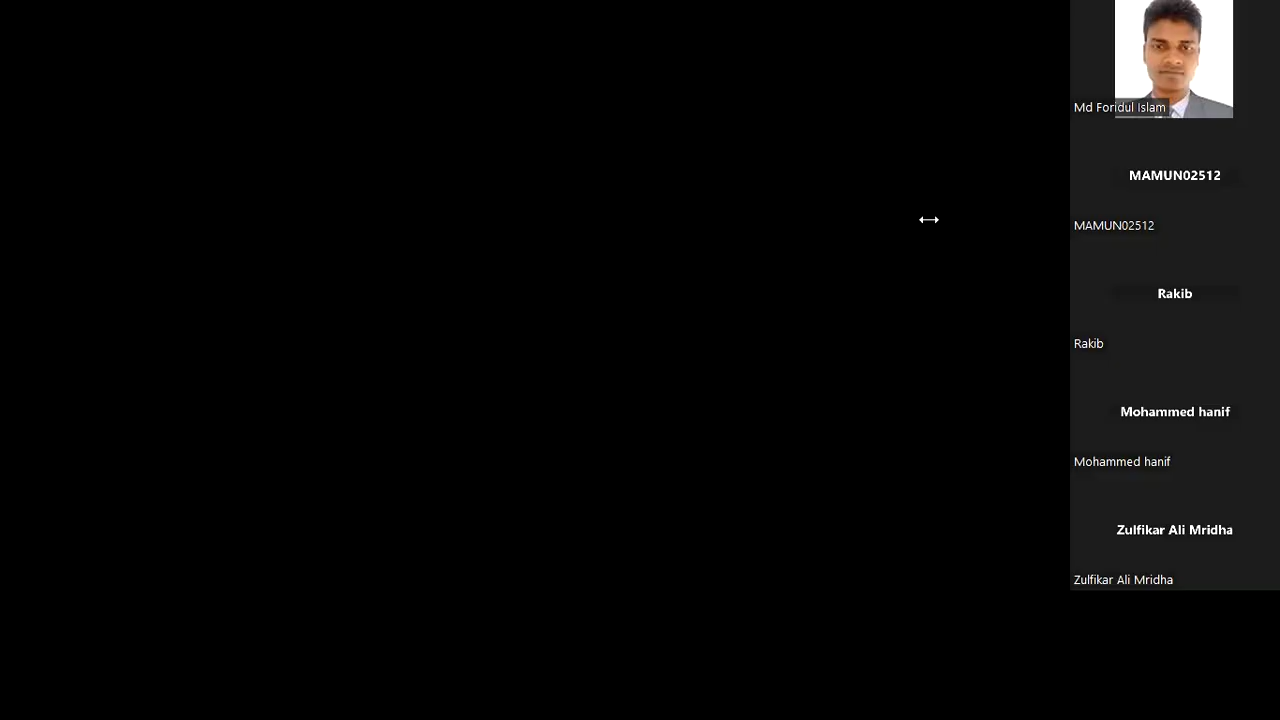 Md Foridul Islam
MAMUN02512
MAMUN02512
Rakib
Rakib
Mohammed hanif
Mohammed hanif
Zulfikar Ali Mridha
Zulfikar Ali Mridha